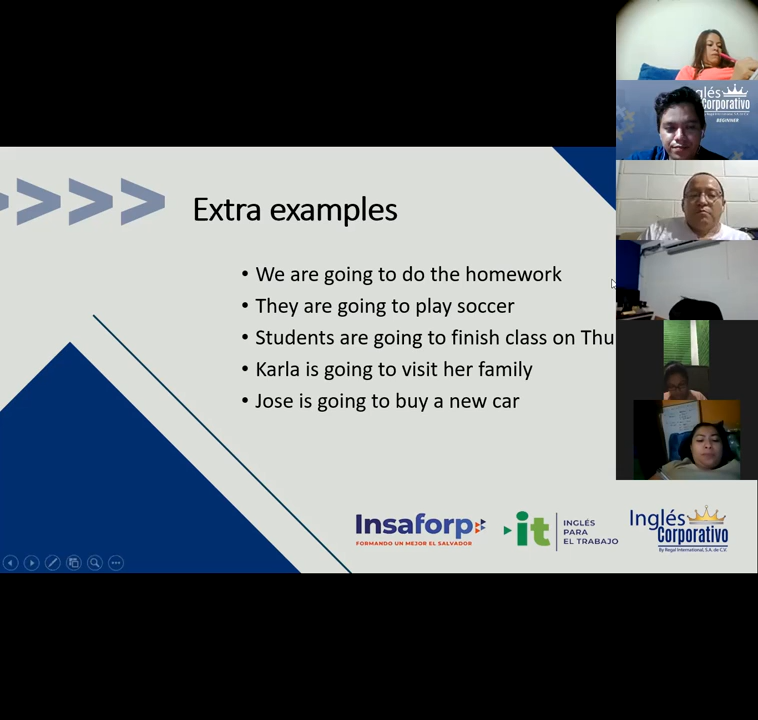 Extra examples
• We are going to do the homework
• They are going to play soccer
• Students are going to finish class on Thu
• Karla is going to visit her family
• Jose is going to buy a new car
Insaforp
FORMANDO UN MEJOR EL SALVADOR
it
INGLÉS
PARA
EL TRABAJO
Inglés
Corporativo
By Regal International, S.A. de C.V.
glés
Corporativo
BEGINNER